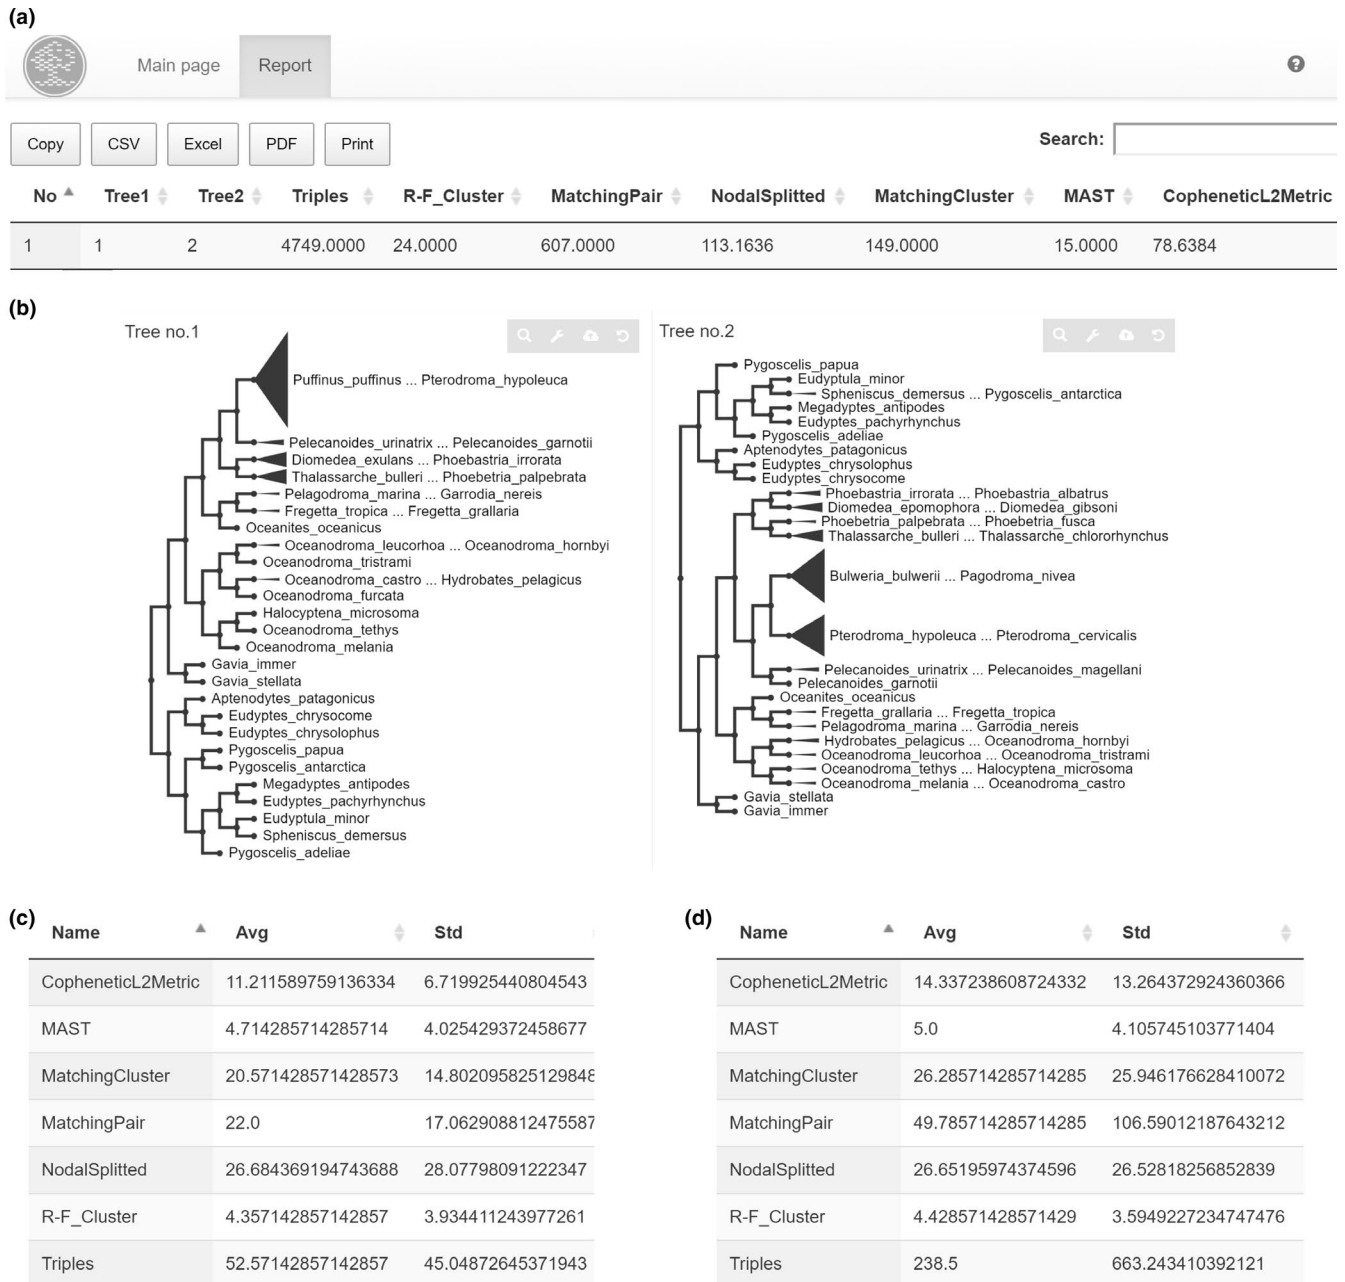 (a)
Main page Report
Copy CSV Excel PDF Print Search:
No Tree1 Tree2 Triples R-F_Cluster MatchingPair NodalSplitted MatchingCluster MAST CopheneticL2Metric
1 1 2 4749.0000 24.0000 607.0000 113.1636 149.0000 15.0000 78.6384
(b)
Tree no.1
Puffinus_puffinus ... Pterodroma_hypoleuca
Pelecanoides_urinatrix ... Pelecanoides_garnotii
Diomedea_exulans ... Phoebastria_irrorata
Thalassarche_bulleri ... Phoebetria_palpebrata
Pelagodroma_marina ... Garrodia_nereis
Fregetta_tropica ... Fregetta_grallaria
Oceanites_oceanicus
Oceanodroma_leucorhoa ... Oceanodroma_hornbyi
Oceanodroma_tristrami
Oceanodroma_castro ... Hydrobates_pelagicus
Oceanodroma_furcata
Halocyptena_microsoma
Oceanodroma_tethys
Oceanodroma_melania
Gavia_immer
Gavia_stellata
Aptenodytes_patagonicus
Eudyptes_chrysocome
Eudyptes_chrysolophus
Pygoscelis_papua
Pygoscelis_antarctica
Megadyptes_antipodes
Eudyptes_pachyrhynchus
Eudyptula_minor
Spheniscus_demersus
Pygoscelis_adeliae
Tree no.2
Pygoscelis_papua
Eudyptula_minor
Spheniscus_demersus ... Pygoscelis_antarctica
Megadyptes_antipodes
Eudyptes_pachyrhynchus
Pygoscelis_adeliae
Aptenodytes_patagonicus
Eudyptes_chrysolophus
Eudyptes_chrysocome
Phoebastria_irrorata ... Phoebastria_albatrus
Diomedea_epomophora ... Diomedea_gibsoni
Phoebetria_palpebrata ... Phoebetria_fusca
Thalassarche_bulleri ... Thalassarche_chlororhynchus
Bulweria_bulwerii ... Pagodroma_nivea
Pterodroma_hypoleuca ... Pterodroma_cervicalis
Pelecanoides_urinatrix ... Pelecanoides_magellani
Pelecanoides_garnotii
Oceanites_oceanicus
Fregetta_grallaria ... Fregetta_tropica
Pelagodroma_marina ... Garrodia_nereis
Hydrobates_pelagicus ... Oceanodroma_hornbyi
Oceanodroma_leucorhoa ... Oceanodroma_tristrami
Oceanodroma_tethys ... Halocyptena_microsoma
Oceanodroma_melania ... Oceanodroma_castro
Gavia_stellata
Gavia_immer
(c)
Name Avg Std
CopheneticL2Metric 11.211589759136334 6.719925440804543
MAST 4.714285714285714 4.025429372458677
MatchingCluster 20.571428571428573 14.802095825129848
MatchingPair 22.0 17.062908812475587
NodalSplitted 26.684369194743688 28.07798091222347
R-F_Cluster 4.357142857142857 3.934411243977261
Triples 52.57142857142857 45.04872645371943
(d)
Name Avg Std
CopheneticL2Metric 14.337238608724332 13.264372924360366
MAST 5.0 4.105745103771404
MatchingCluster 26.285714285714285 25.946176628410072
MatchingPair 49.785714285714285 106.59012187643212
NodalSplitted 26.65195974374596 26.52818256852839
R-F_Cluster 4.428571428571429 3.5949227234747476
Triples 238.5 663.243410392121